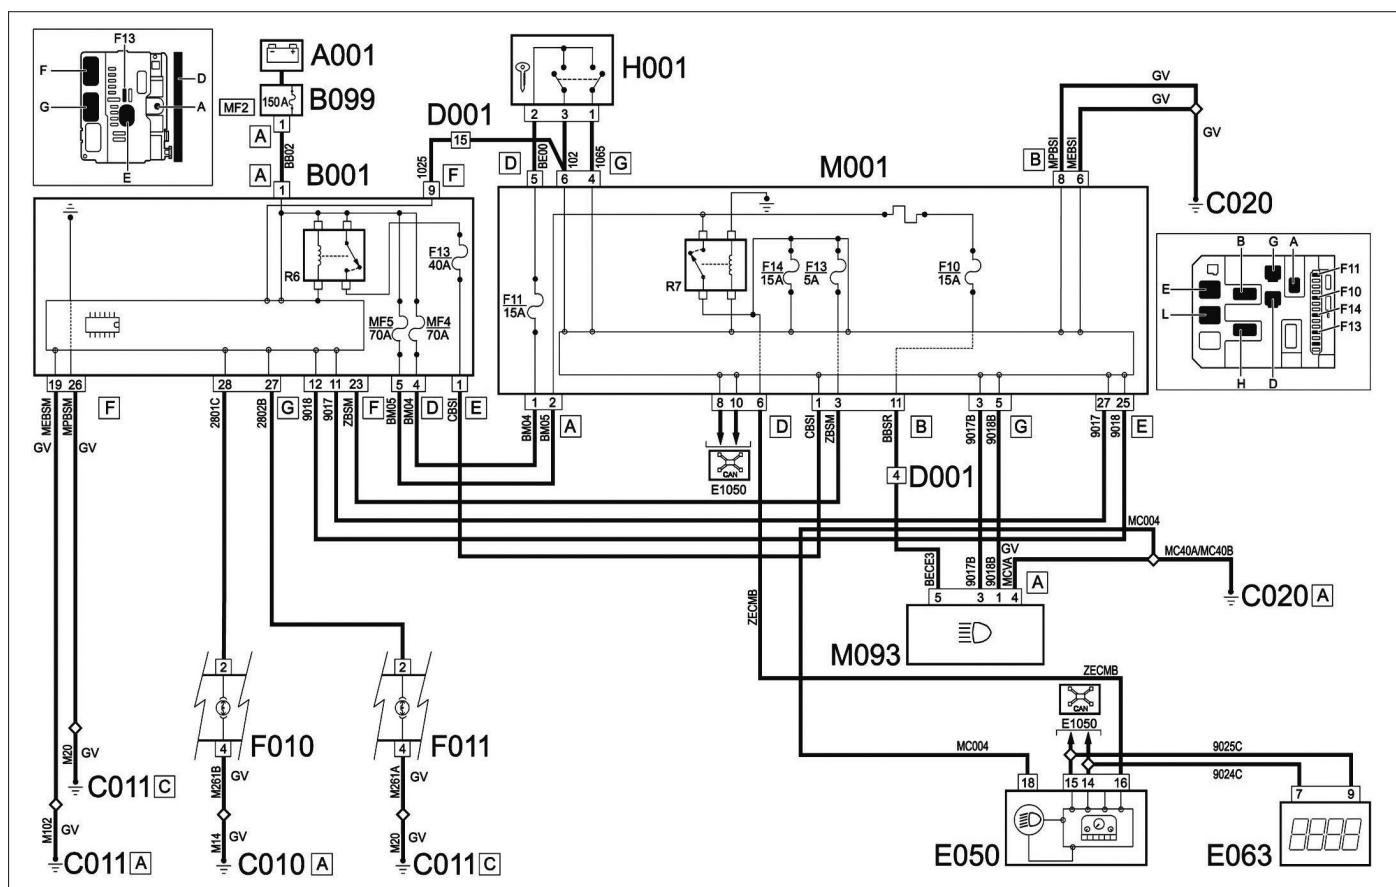 F13
F
G
D
A
E
A001
B099
150A
MF2
1
A
BB02
A
1
B001
D001
15
1025
9
F
H001
2 3 1
D
BE00
102
1065
G
5 6 4
M001
B
MPBSI
MEBSI
8 6
GV
GV
GV
C020
B G A
E
L
H D
F11
F10
F14
F13
R6
F13
40A
MF5
70A
MF4
70A
F11
15A
R7
F14
15A
F13
5A
F10
15A
19 26
28 27
12 11 23
5 4
1
MEBSM
MPBSM
F
2801C
2802B
G
9018
9017
ZBSM
F
BM05
BM04
D
CBSI
E
GV GV
1 2
BM04
BM05
A
8 10 6
D
CAN
E1050
1 3
CBSI
ZBSM
11
BBSR
B
3 5
9017B
9018B
G
27 25
9017
9018
E
4
D001
MC004
MC40A/MC40B
C020 A
BECE3
9017B
9018B
GV
MCVA
A
5 3 1 4
M093
ZECMB
ZECMB
CAN
E1050
MC004
9025C
9024C
18 15 14 16
7 9
E050
E063
2
4
F010
M261B
GV
M14
GV
C010 A
2
4
F011
M261A
GV
M20
GV
C011 C
M20
GV
C011 C
M102
GV
C011 A